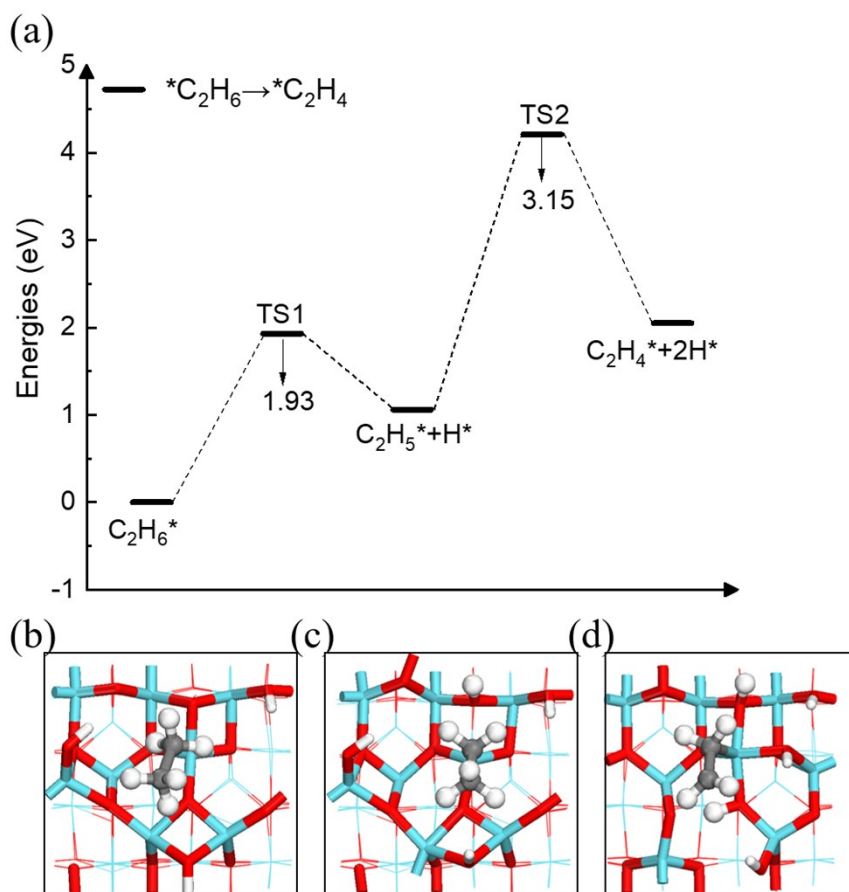 (a)
5
*C₂H₆→*C₂H₄
TS2
4
3.15
3
Energies (eV)
TS1
2
C₂H₄*+2H*
1.93
1
C₂H₅*+H*
0
C₂H₆*
-1
(b)
(c)
(d)